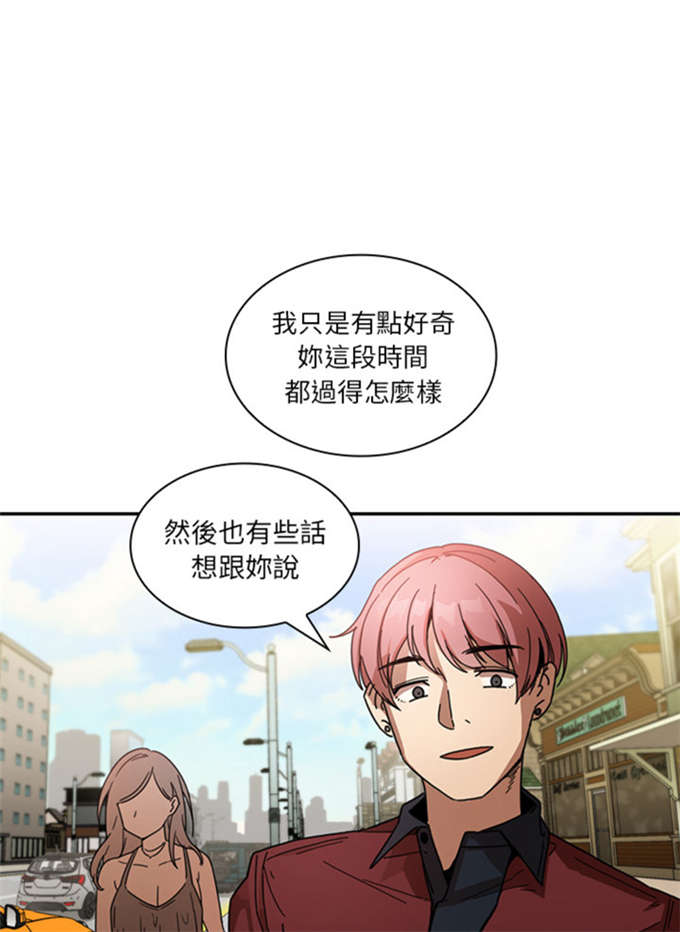 我只是有點好奇
妳這段時間
都過得怎麼樣
然後也有些話
想跟妳說